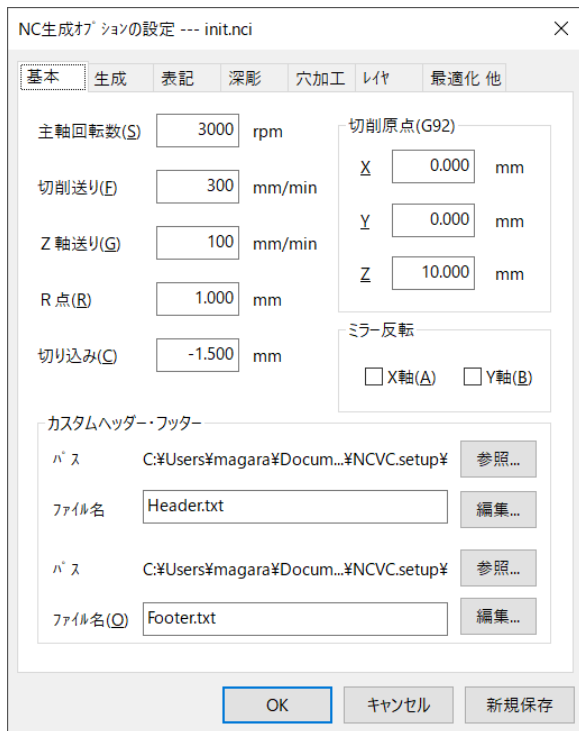 NC生成ｵﾌﾟｼｮﾝの設定 --- init.nci
基本 生成 表記 深彫 穴加工 ﾚｲﾔ 最適化 他
主軸回転数(S) 3000 rpm
切削送り(F) 300 mm/min
Z 軸送り(G) 100 mm/min
R 点(R) 1.000 mm
切り込み(C) -1.500 mm
切削原点(G92)
X 0.000 mm
Y 0.000 mm
Z 10.000 mm
ミラー反転
X軸(A) Y軸(B)
カスタムヘッダー・フッター
ﾊﾟｽ C:¥Users¥magara¥Docum...¥NCVC.setup¥ 参照...
ﾌｧｲﾙ名 Header.txt 編集...
ﾊﾟｽ C:¥Users¥magara¥Docum...¥NCVC.setup¥ 参照...
ﾌｧｲﾙ名(O) Footer.txt 編集...
OK キャンセル 新規保存